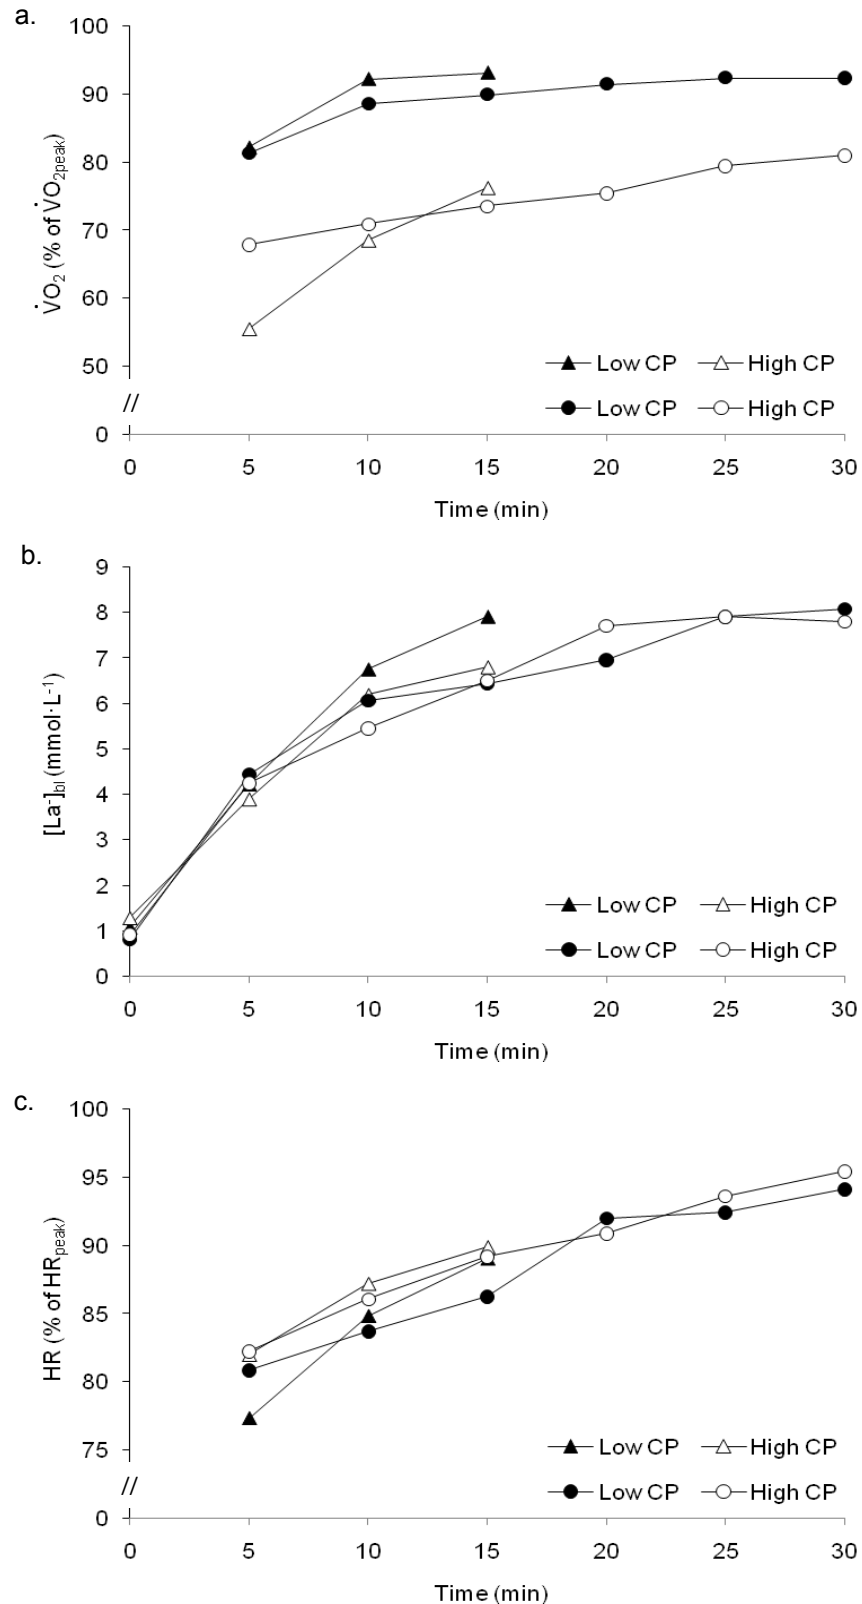 a.
100
90
80
70
60
50
//
0
V̇O₂ (% of V̇O₂peak)
Low CP High CP
Low CP High CP
0 5 10 15 20 25 30
Time (min)
b.
9
8
7
6
5
4
3
2
1
0
[La⁻]bl (mmol·L⁻¹)
Low CP High CP
Low CP High CP
0 5 10 15 20 25 30
Time (min)
c.
100
95
90
85
80
75
//
0
HR (% of HRpeak)
Low CP High CP
Low CP High CP
0 5 10 15 20 25 30
Time (min)